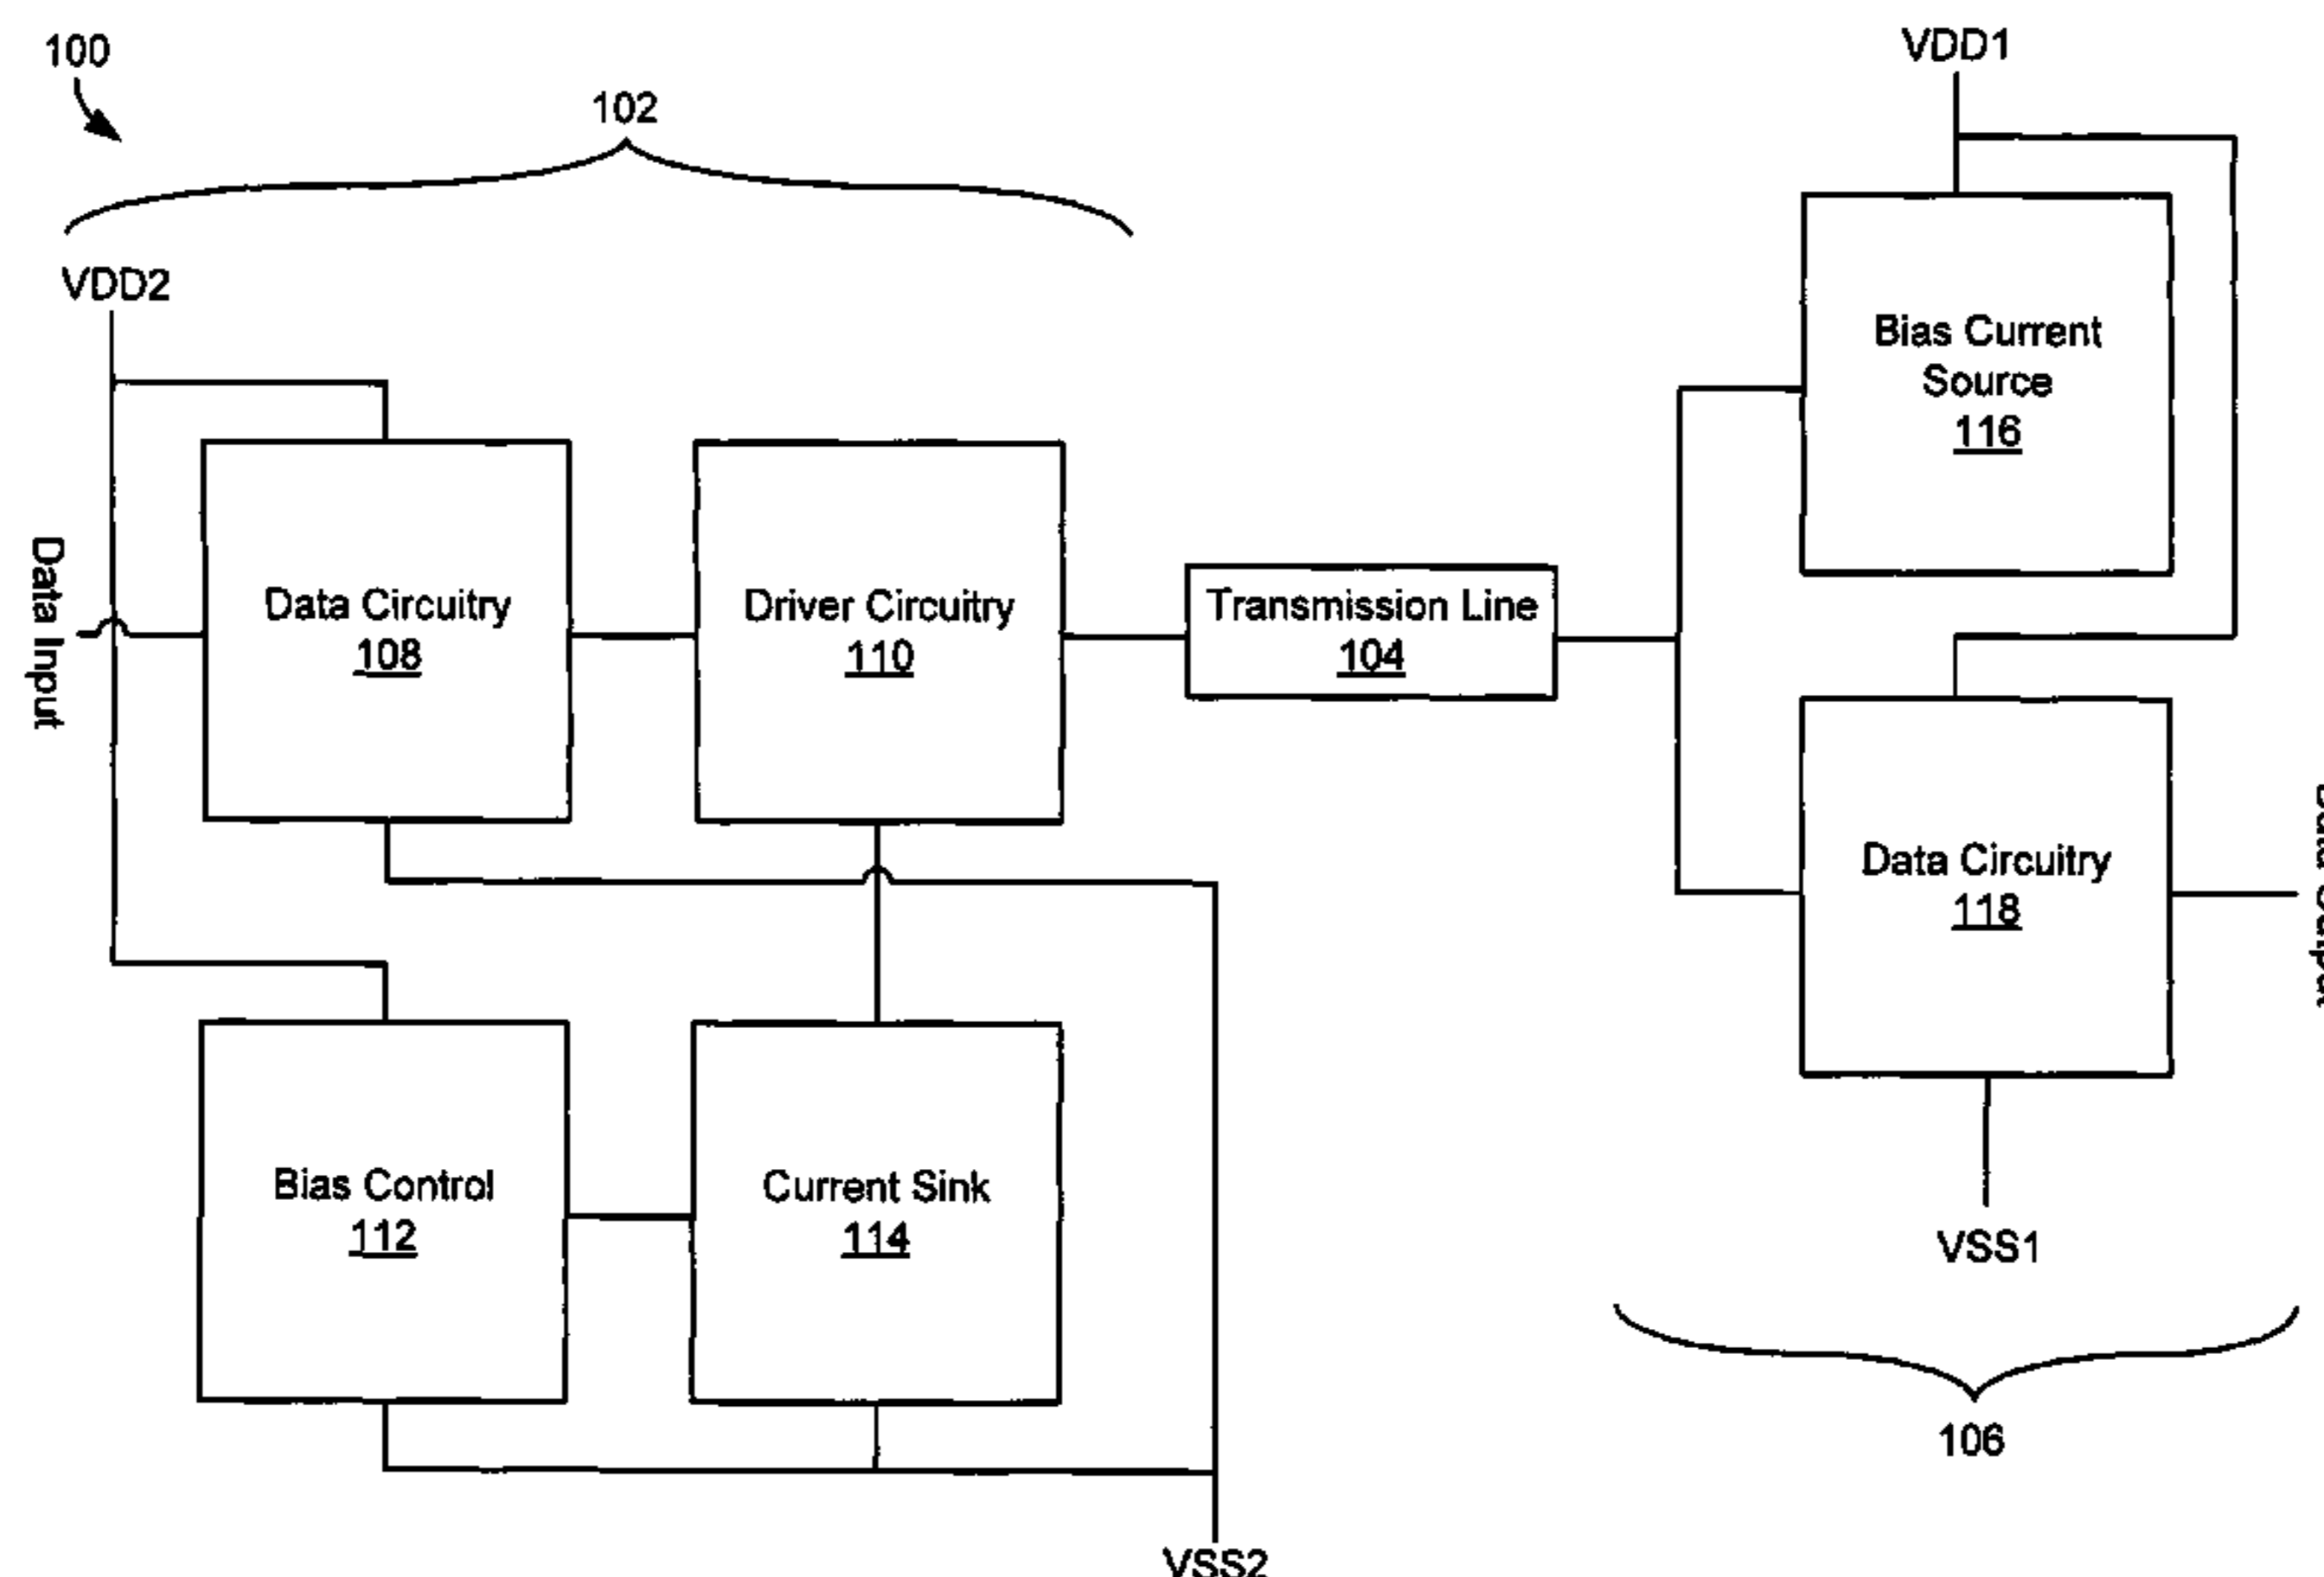 100
102
VDD1
VDD2
Bias Current
Source
116
Data Input
Data Circuitry
108
Driver Circuitry
110
Transmission Line
104
Data Circuitry
118
Bias Control
112
Current Sink
114
VSS1
106
VSS2